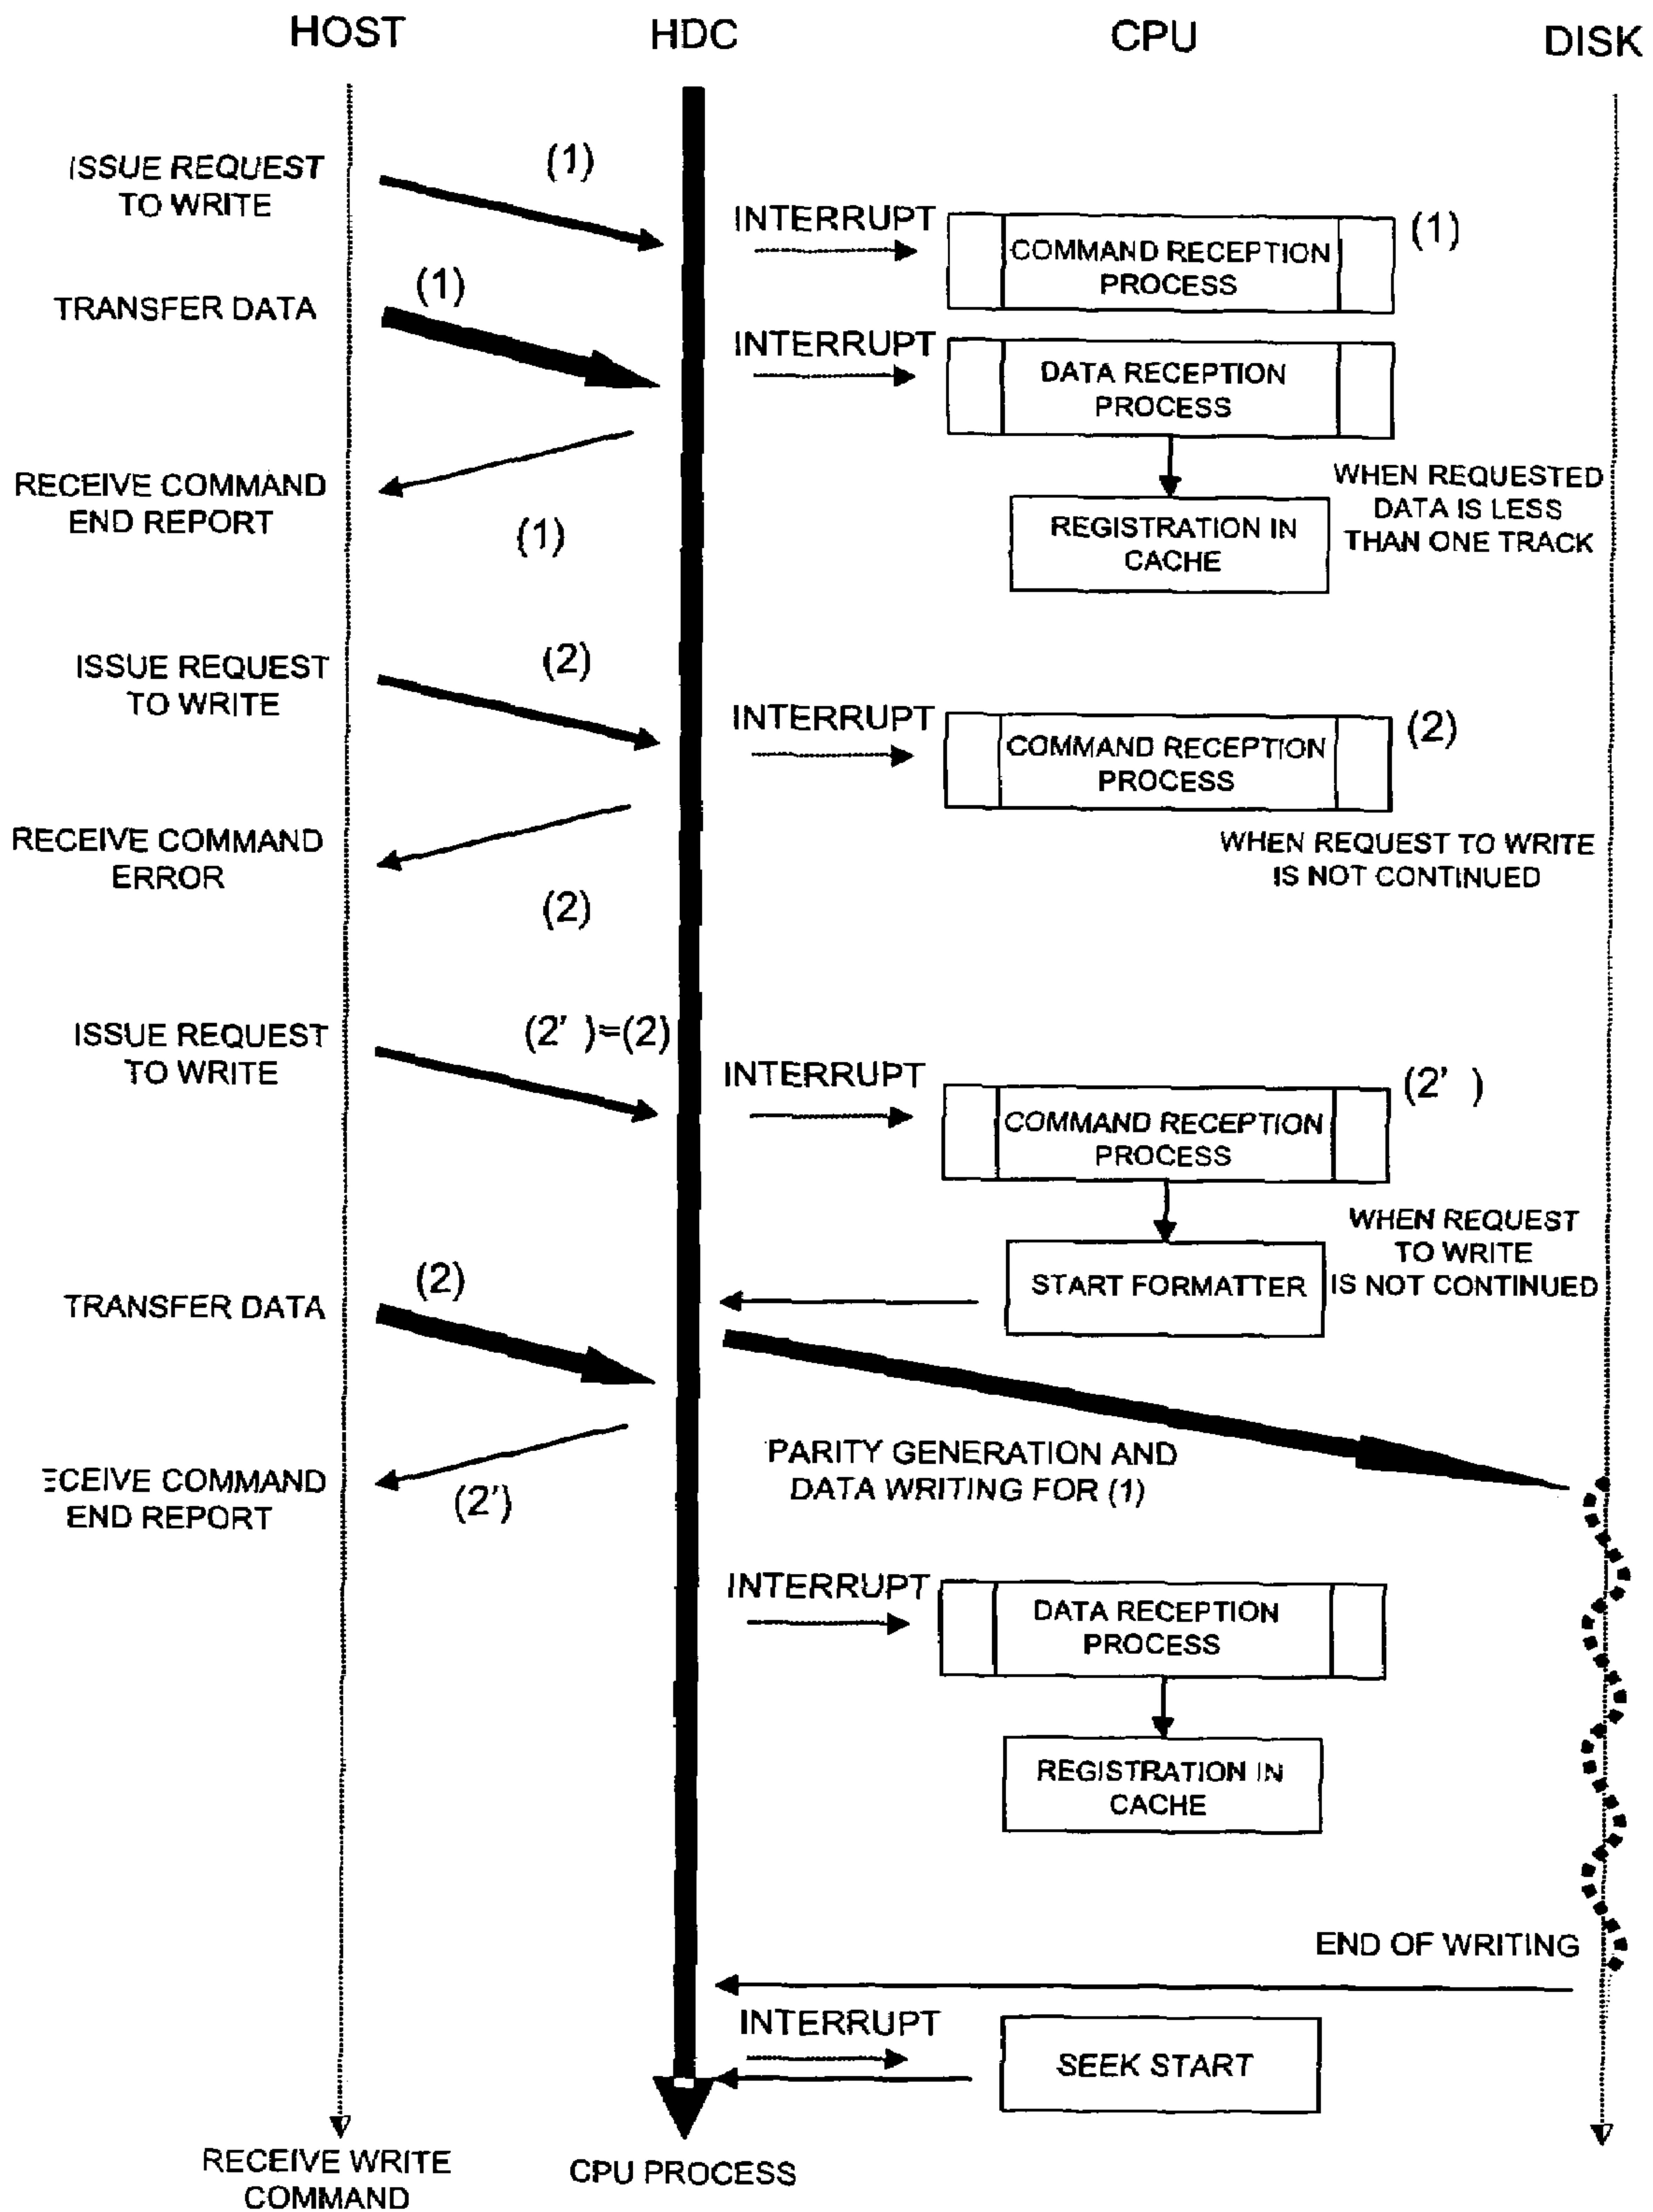 HOST
HDC
CPU
DISK
ISSUE REQUEST
TO WRITE
(1)
INTERRUPT
COMMAND RECEPTION
PROCESS
(1)
TRANSFER DATA
(1)
INTERRUPT
DATA RECEPTION
PROCESS
RECEIVE COMMAND
END REPORT
(1)
REGISTRATION IN
CACHE
WHEN REQUESTED
DATA IS LESS
THAN ONE TRACK
ISSUE REQUEST
TO WRITE
(2)
INTERRUPT
COMMAND RECEPTION
PROCESS
(2)
RECEIVE COMMAND
ERROR
(2)
WHEN REQUEST TO WRITE
IS NOT CONTINUED
ISSUE REQUEST
TO WRITE
(2' )=(2)
INTERRUPT
COMMAND RECEPTION
PROCESS
(2' )
WHEN REQUEST
TO WRITE
IS NOT CONTINUED
START FORMATTER
TRANSFER DATA
(2)
PARITY GENERATION AND
DATA WRITING FOR (1)
ECEIVE COMMAND
END REPORT
(2')
INTERRUPT
DATA RECEPTION
PROCESS
REGISTRATION IN
CACHE
END OF WRITING
INTERRUPT
SEEK START
RECEIVE WRITE
COMMAND
CPU PROCESS